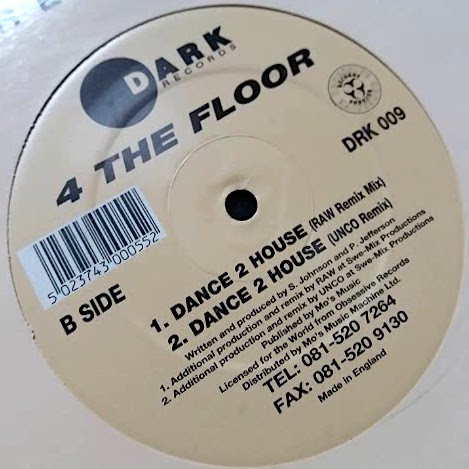 DARK
RECORDS
4 THE FLOOR
DRK 009
5 023743 000552
B SIDE
1. DANCE 2 HOUSE (RAW Remix Mix)
2. DANCE 2 HOUSE (UNCO Remix)
Written and produced by S. Johnson and P. Jefferson
1. Additional production and remix by RAW at Swe-Mix Productions
2. Additional production and remix by UNCO at Swe-Mix Productions
Publishers by Mo's Music
Licensed for the World from Obsessive Records
Distributed by Mo's Music Machine Ltd.
TEL: 081-520 7264
FAX: 081-520 9130
Made in England